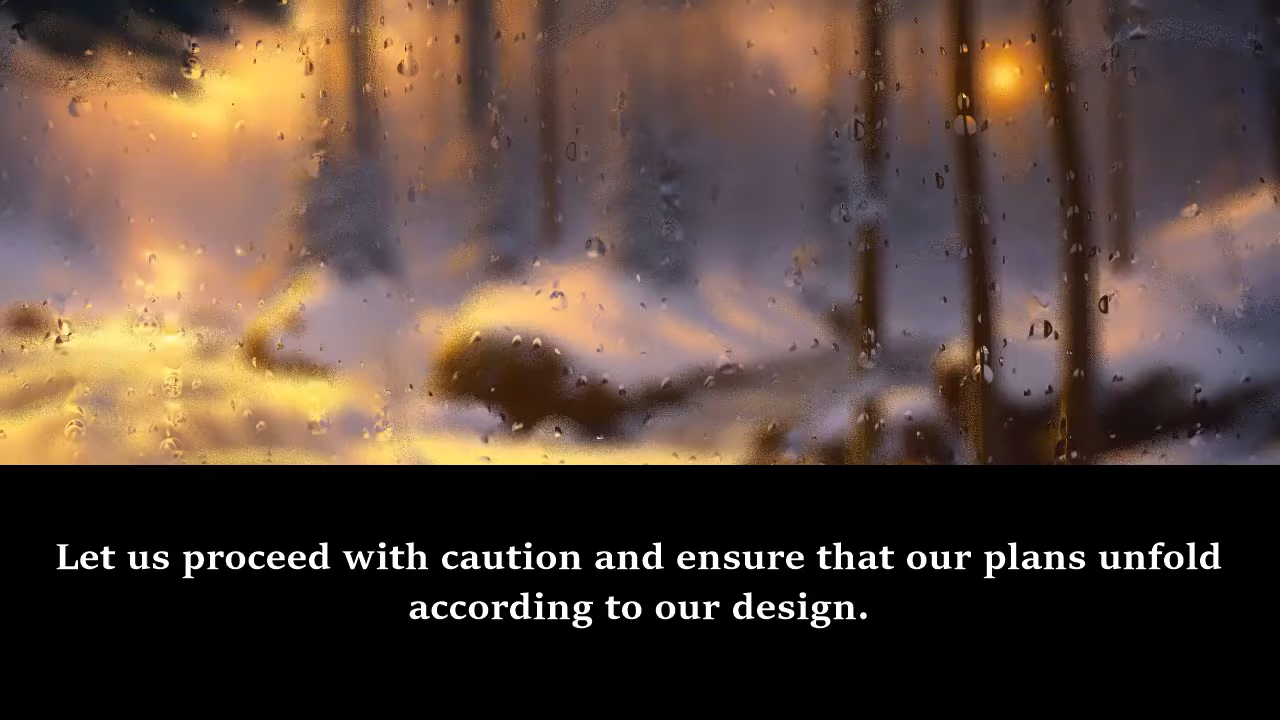 Let us proceed with caution and ensure that our plans unfold
according to our design.